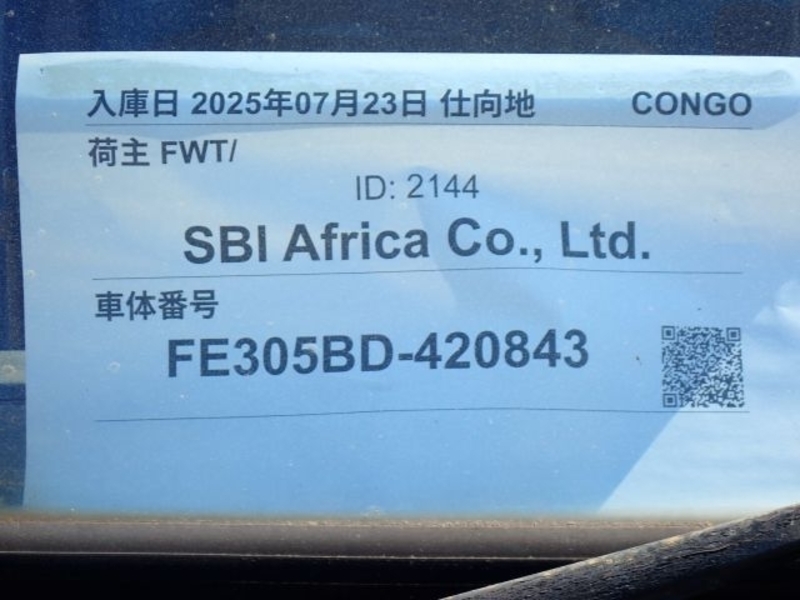 入庫日 2025年07月23日 仕向地 CONGO
荷主 FWT/
ID: 2144
SBI Africa Co., Ltd.
車体番号
FE305BD-420843